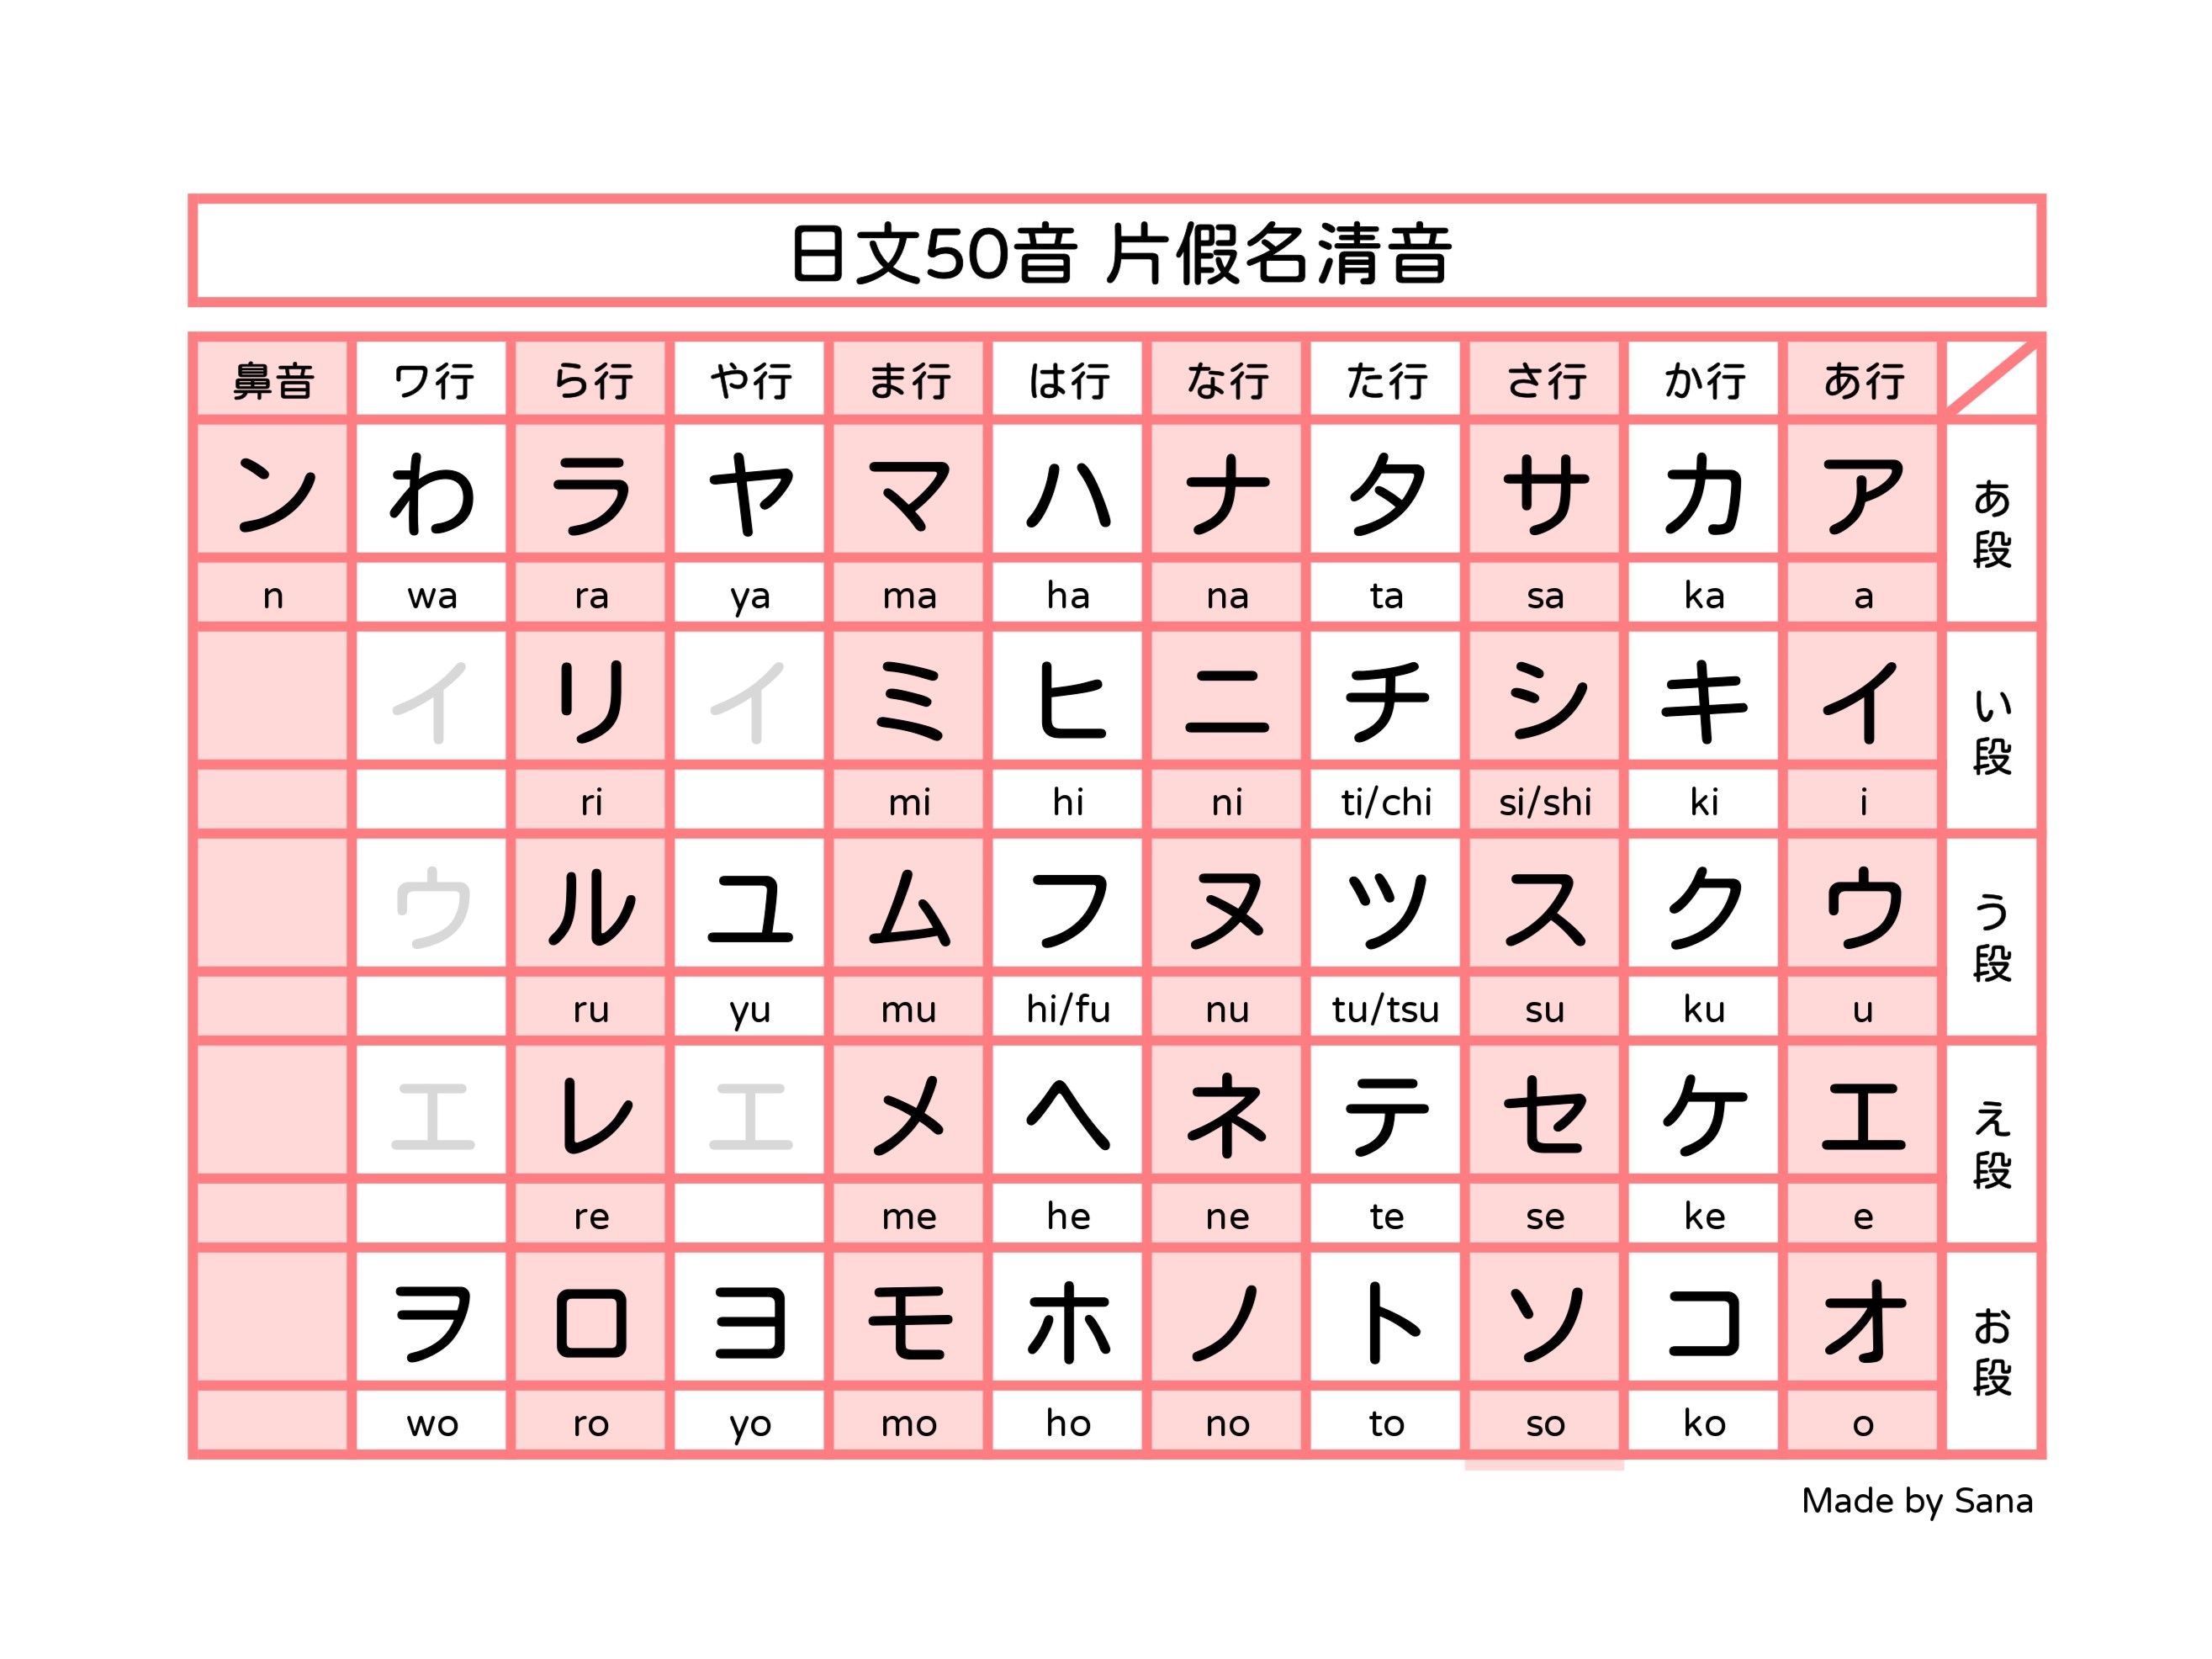 日文50音 片假名清音
鼻音 ワ行 ら行 や行 ま行 は行 な行 た行 さ行 か行 あ行
ン わ ラ ヤ マ ハ ナ タ サ カ ア あ段
n wa ra ya ma ha na ta sa ka a
イ リ イ ミ ヒ ニ チ シ キ イ い段
ri mi hi ni ti/chi si/shi ki i
ウ ル ユ ム フ ヌ ツ ス ク ウ う段
ru yu mu hi/fu nu tu/tsu su ku u
エ レ エ メ ヘ ネ テ セ ケ エ え段
re me he ne te se ke e
ヲ ロ ヨ モ ホ ノ ト ソ コ オ お段
wo ro yo mo ho no to so ko o
Made by Sana